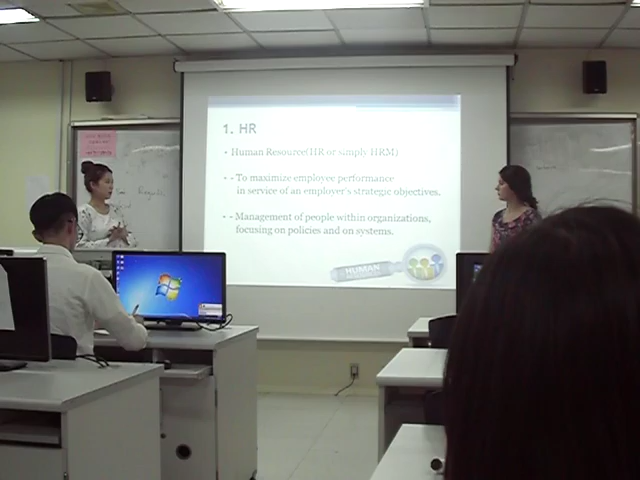 1. HR
• Human Resource(HR or simply HRM)
- - To maximize employee performance
in service of an employer's strategic objectives.
- - Management of people within organizations,
focusing on policies and on systems.
HUMAN